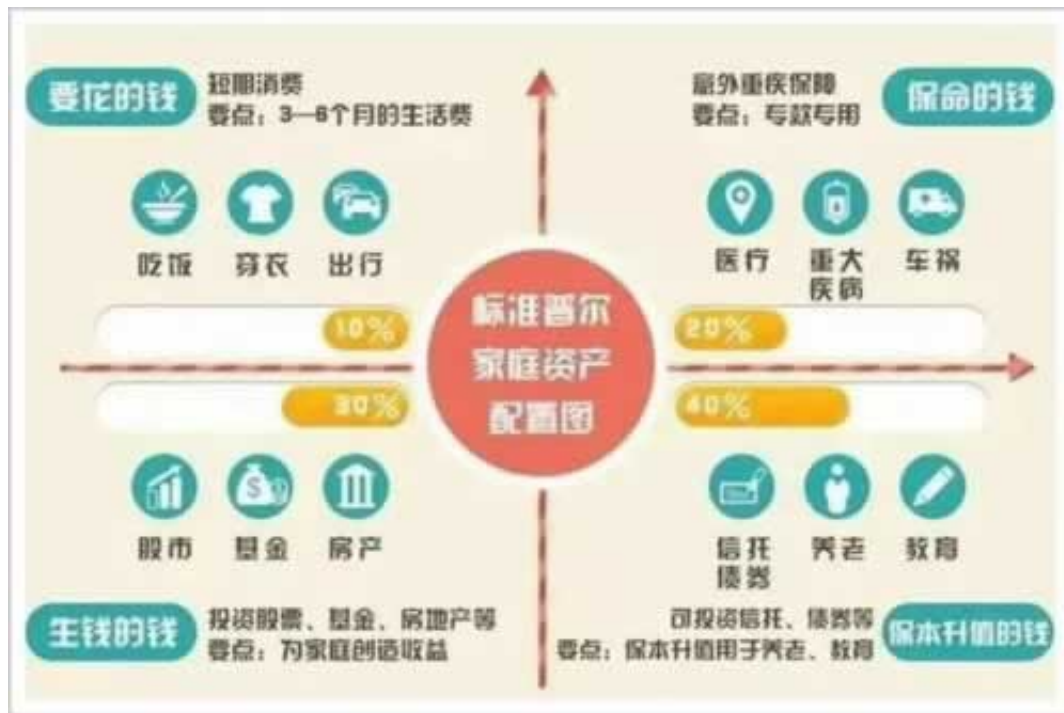 要花的钱
短期消费
要点：3—6个月的生活费
吃饭
穿衣
出行
10%
意外重疾保障
要点：专款专用
保命的钱
医疗
重大
疾病
车祸
20%
标准普尔
家庭资产
配置图
30%
股市
基金
房产
生钱的钱
投资股票、基金、房地产等
要点：为家庭创造收益
40%
信托
债券
养老
教育
可投资信托、债券等
要点：保本升值用于养老、教育
保本升值的钱